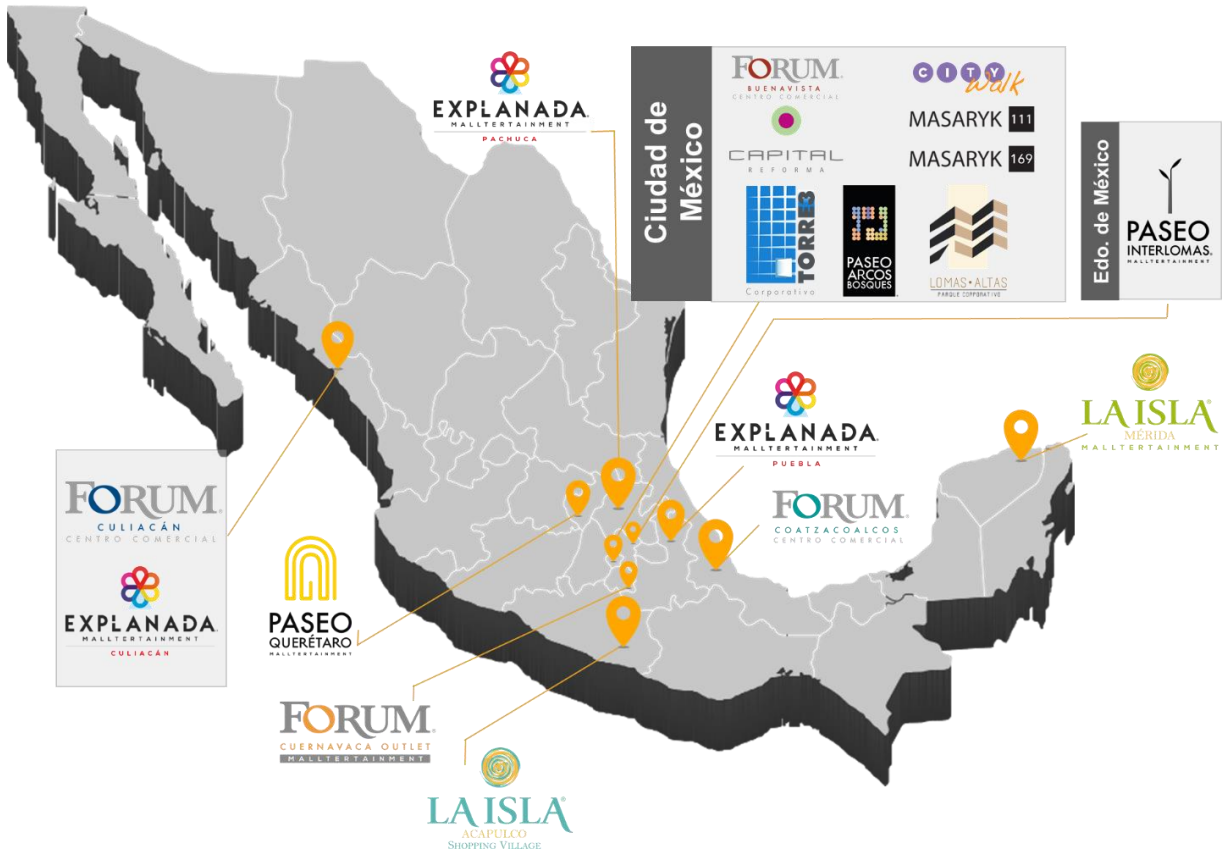 EXPLANADA
MALLTERTAINMENT
PACHUCA
Ciudad de
México
FORUM
BUENAVISTA
CENTRO COMERCIAL
CITY
Walk
CAPITAL
REFORMA
MASARYK 111
MASARYK 169
TORRE3
Corporativo
PASEO
ARCOS
BOSQUES
LOMAS•ALTAS
PARQUE CORPORATIVO
Edo. de México
PASEO
INTERLOMAS
MALLTERTAINMENT
LA ISLA
MÉRIDA
MALLTERTAINMENT
EXPLANADA
MALLTERTAINMENT
PUEBLA
FORUM
COATZACOALCOS
CENTRO COMERCIAL
FORUM
CULIACÁN
CENTRO COMERCIAL
EXPLANADA
MALLTERTAINMENT
CULIACÁN
PASEO
QUERÉTARO
MALLTERTAINMENT
FORUM
CUERNAVACA OUTLET
MALLTERTAINMENT
LA ISLA
ACAPULCO
SHOPPING VILLAGE